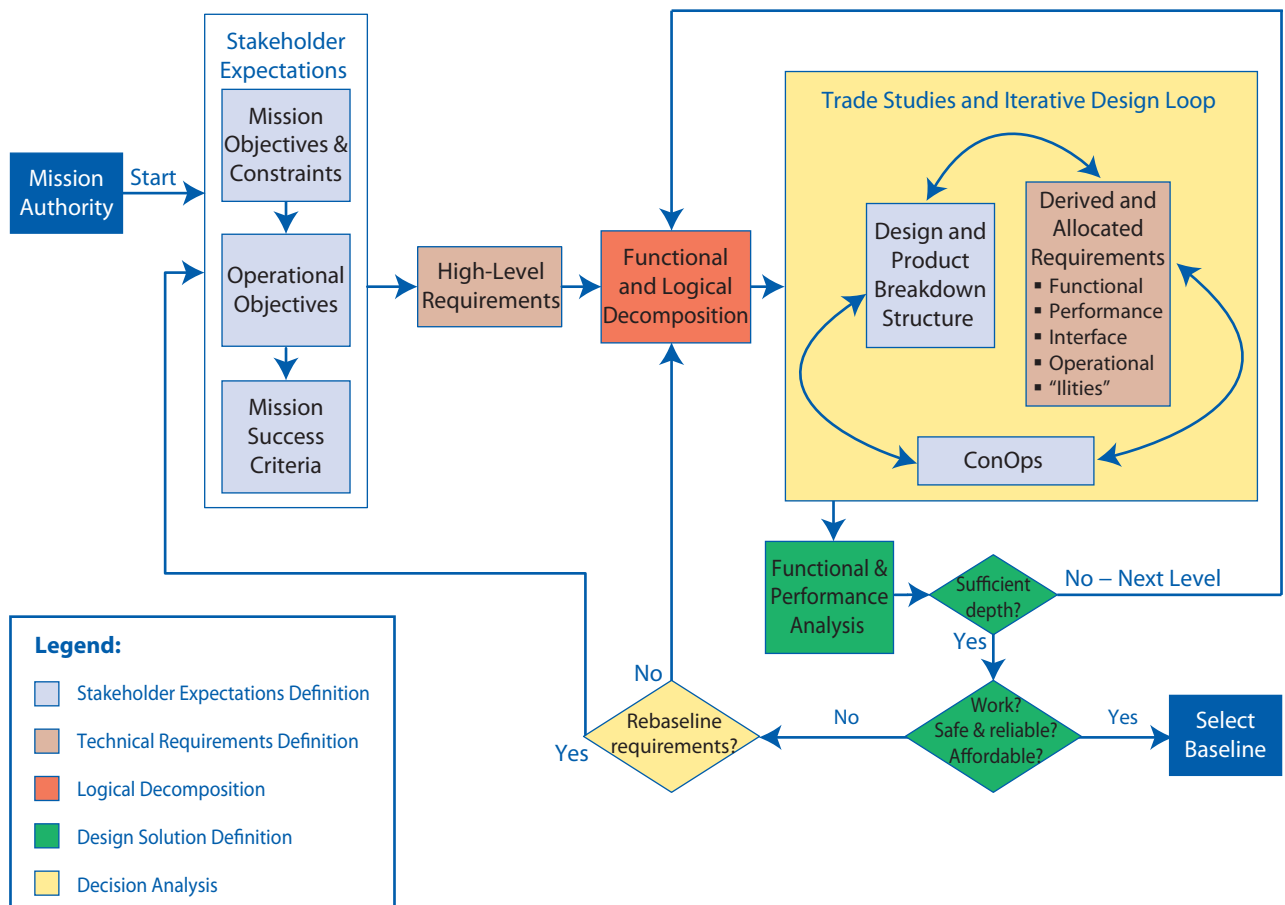 Stakeholder
Expectations
Mission
Objectives &
Constraints
Mission
Authority
Start
Operational
Objectives
Mission
Success
Criteria
High-Level
Requirements
Functional
and Logical
Decomposition
Trade Studies and Iterative Design Loop
Design and
Product
Breakdown
Structure
Derived and
Allocated
Requirements
▪ Functional
▪ Performance
▪ Interface
▪ Operational
▪ “Ilities”
ConOps
Functional &
Performance
Analysis
Sufficient
depth?
No – Next Level
Yes
Work?
Safe & reliable?
Affordable?
Yes
Select
Baseline
No
Rebaseline
requirements?
No
Yes
Legend:
Stakeholder Expectations Definition
Technical Requirements Definition
Logical Decomposition
Design Solution Definition
Decision Analysis